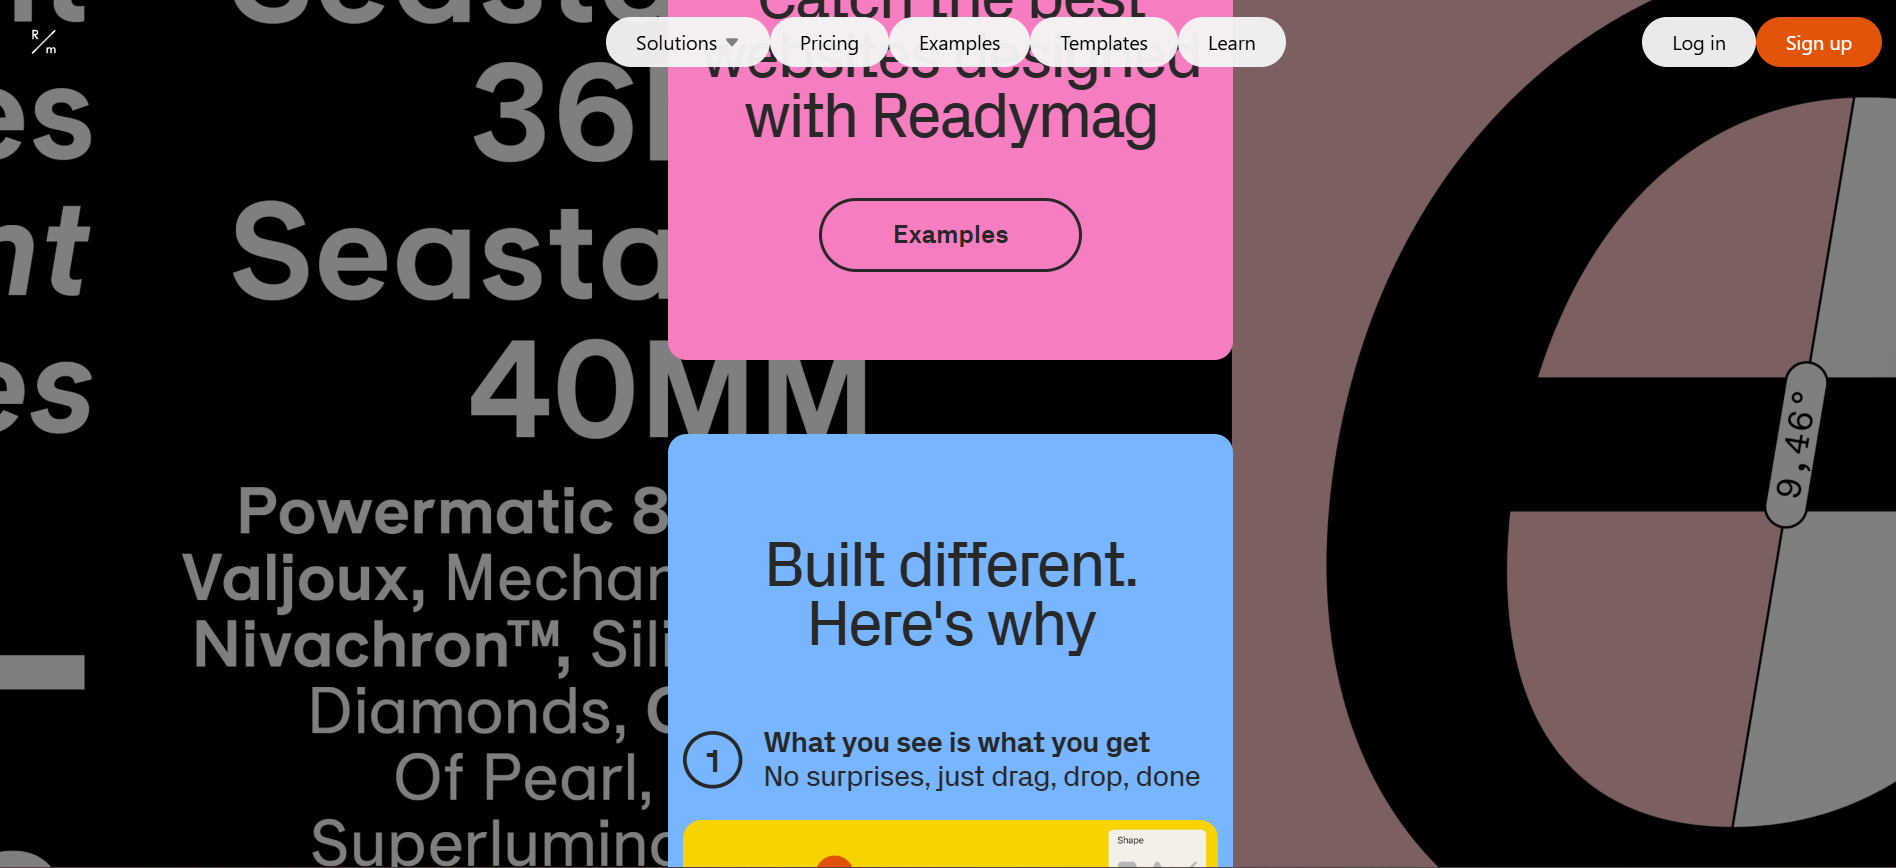 R
m
Solutions
Pricing
Examples
Templates
Learn
Log in
Sign up
Catch the best
websites designed
with Readymag
Examples
Built different.
Here's why
1
What you see is what you get
No surprises, just drag, drop, done
Shape
es
36
nt
Seasta
es
40MM
Powermatic 8
Valjoux, Mechan
Nivachron™, Sili
Diamonds,
Of Pearl,
Superlumino
9,46°